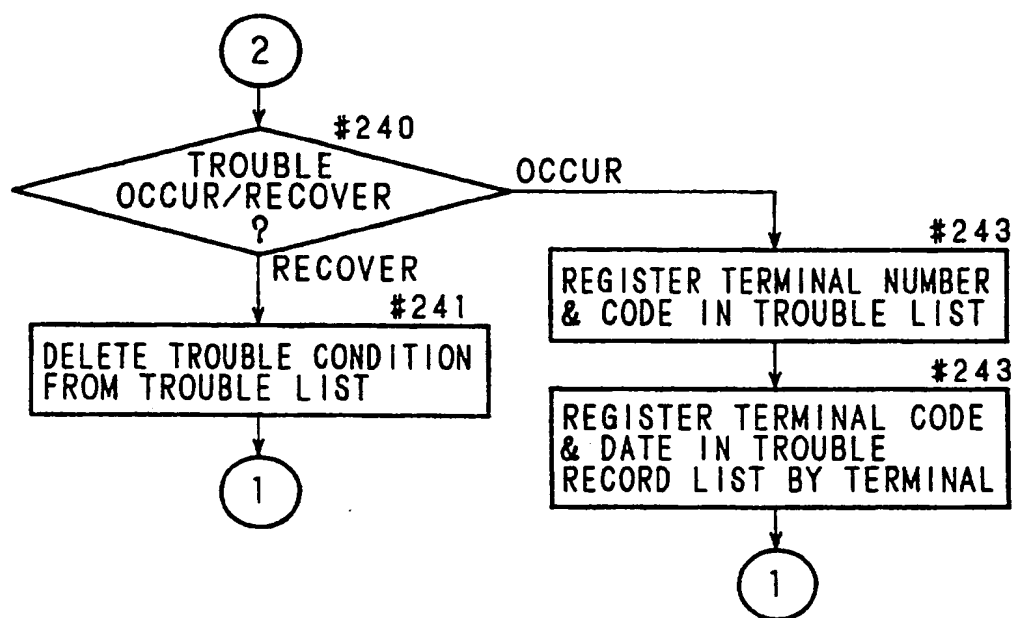 2
#240
TROUBLE
OCCUR/RECOVER
?
OCCUR
RECOVER
#241
DELETE TROUBLE CONDITION
FROM TROUBLE LIST
1
#243
REGISTER TERMINAL NUMBER
& CODE IN TROUBLE LIST
#243
REGISTER TERMINAL CODE
& DATE IN TROUBLE
RECORD LIST BY TERMINAL
1